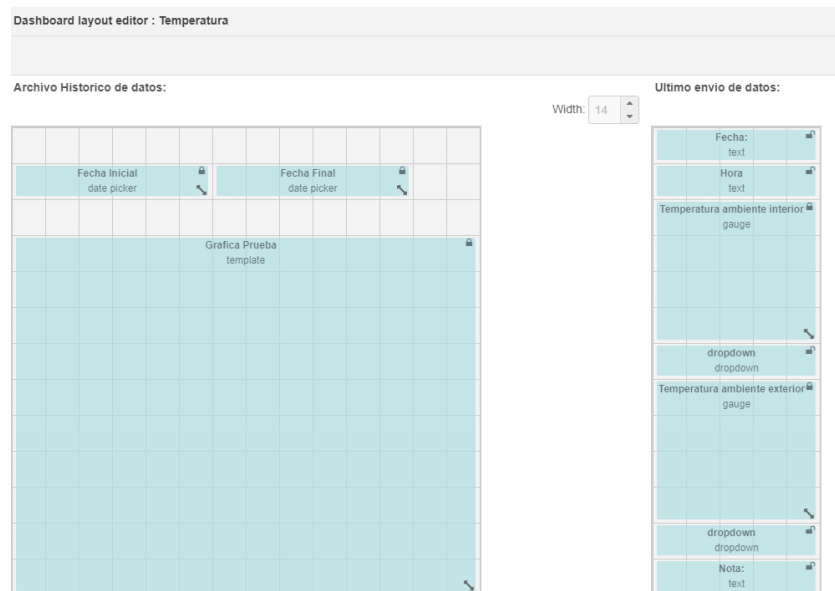 Dashboard layout editor : Temperatura
Archivo Historico de datos:
Width: 14
Fecha Inicial
date picker
Fecha Final
date picker
Grafica Prueba
template
Ultimo envio de datos:
Fecha:
text
Hora
text
Temperatura ambiente interior
gauge
dropdown
dropdown
Temperatura ambiente exterior
gauge
dropdown
dropdown
Nota:
text